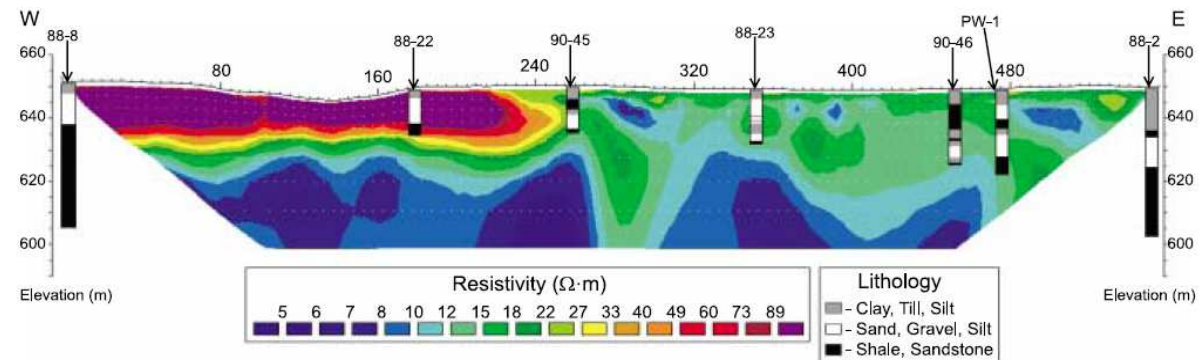 W
E
88-8
88-22
90-45
88-23
90-46
PW-1
88-2
660
80
160
240
320
400
480
660
640
640
620
620
600
600
Elevation (m)
Elevation (m)
Resistivity (Ω·m)
5 6 7 8 10 12 15 18 22 27 33 40 49 60 73 89
Lithology
- Clay, Till, Silt
- Sand, Gravel, Silt
- Shale, Sandstone